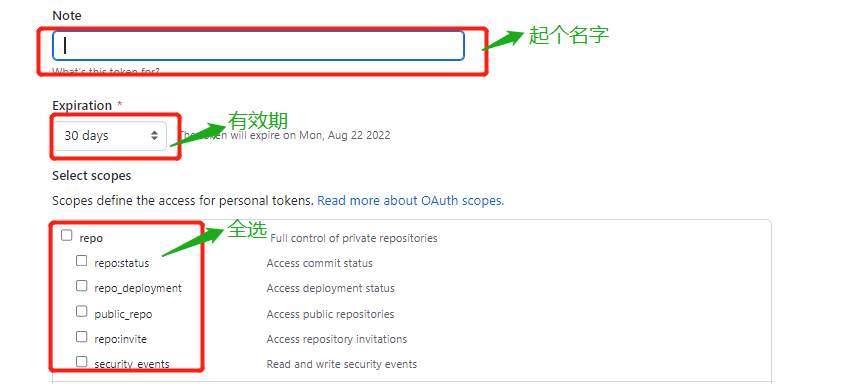 Note
起个名字
What's this token for?
Expiration *
有效期
30 days
The token will expire on Mon, Aug 22 2022
Select scopes
Scopes define the access for personal tokens. Read more about OAuth scopes.
全选
repo Full control of private repositories
repo:status Access commit status
repo_deployment Access deployment status
public_repo Access public repositories
repo:invite Access repository invitations
security_events Read and write security events